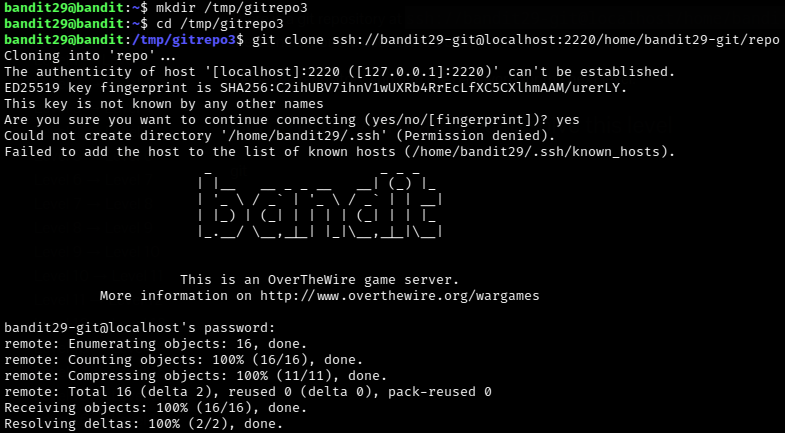 bandit29@bandit:~$ mkdir /tmp/gitrepo3
bandit29@bandit:~$ cd /tmp/gitrepo3
bandit29@bandit:/tmp/gitrepo3$ git clone ssh://bandit29-git@localhost:2220/home/bandit29-git/repo
Cloning into 'repo'...
The authenticity of host '[localhost]:2220 ([127.0.0.1]:2220)' can't be established.
ED25519 key fingerprint is SHA256:C2ihUBV7ihnV1wUXRb4RrEcLfXC5CXlhmAAM/urerLY.
This key is not known by any other names
Are you sure you want to continue connecting (yes/no/[fingerprint])? yes
Could not create directory '/home/bandit29/.ssh' (Permission denied).
Failed to add the host to the list of known hosts (/home/bandit29/.ssh/known_hosts).
bandit
This is an OverTheWire game server.
More information on http://www.overthewire.org/wargames
bandit29-git@localhost's password:
remote: Enumerating objects: 16, done.
remote: Counting objects: 100% (16/16), done.
remote: Compressing objects: 100% (11/11), done.
remote: Total 16 (delta 2), reused 0 (delta 0), pack-reused 0
Receiving objects: 100% (16/16), done.
Resolving deltas: 100% (2/2), done.